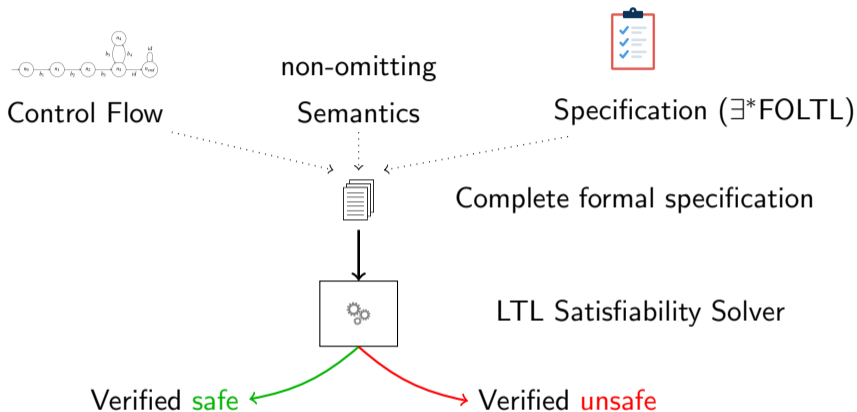 non-omitting
Control Flow
Semantics
Specification (∃*FOLTL)
Complete formal specification
LTL Satisfiability Solver
Verified safe
Verified unsafe